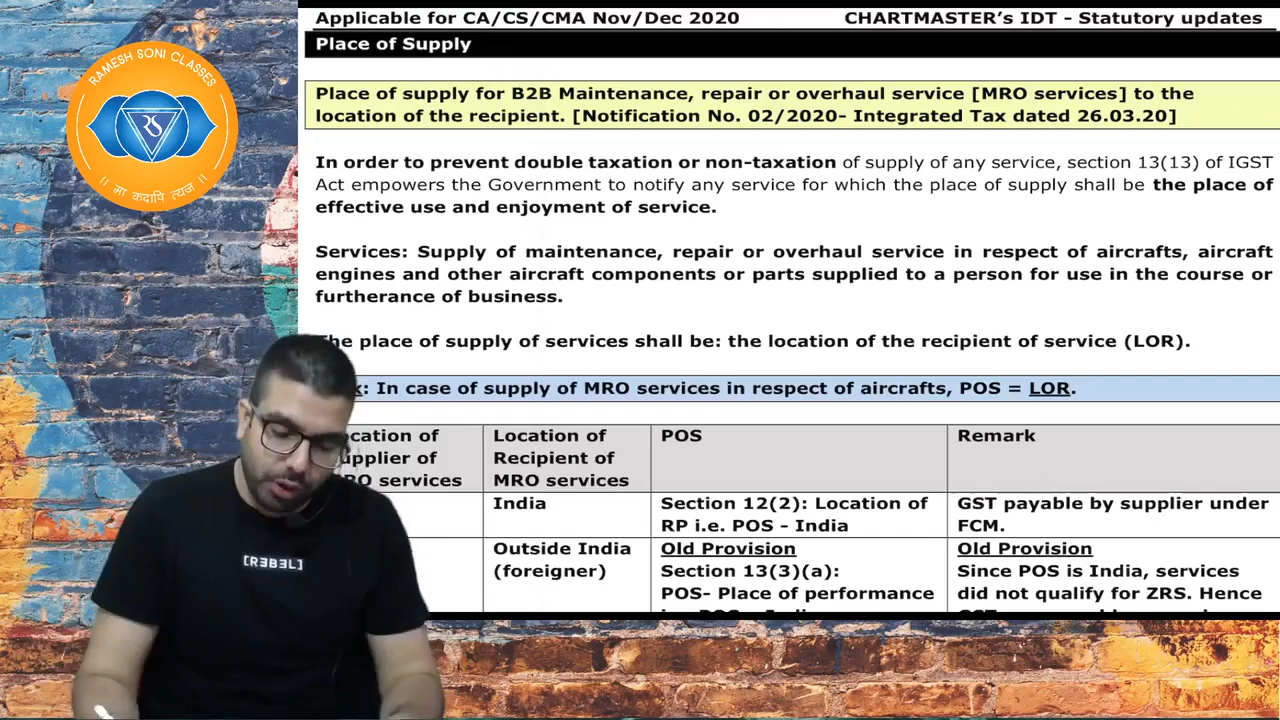 Applicable for CA/CS/CMA Nov/Dec 2020 CHARTMASTER's IDT - Statutory updates
Place of Supply
RAMESH SONI CLASSES
RS
|| मा कदापि त्यज ||
Place of supply for B2B Maintenance, repair or overhaul service [MRO services] to the
location of the recipient. [Notification No. 02/2020- Integrated Tax dated 26.03.20]
In order to prevent double taxation or non-taxation of supply of any service, section 13(13) of IGST
Act empowers the Government to notify any service for which the place of supply shall be the place of
effective use and enjoyment of service.
Services: Supply of maintenance, repair or overhaul service in respect of aircrafts, aircraft
engines and other aircraft components or parts supplied to a person for use in the course or
furtherance of business.
place of supply of services shall be: the location of the recipient of service (LOR).
: In case of supply of MRO services in respect of aircrafts, POS = LOR.
of
of
services
Location of
Recipient of
MRO services
POS
Remark
India
Section 12(2): Location of
RP i.e. POS - India
GST payable by supplier under
FCM.
Outside India
(foreigner)
Old Provision
Section 13(3)(a):
POS- Place of performance
Old Provision
Since POS is India, services
did not qualify for ZRS. Hence
[RƎBEL]